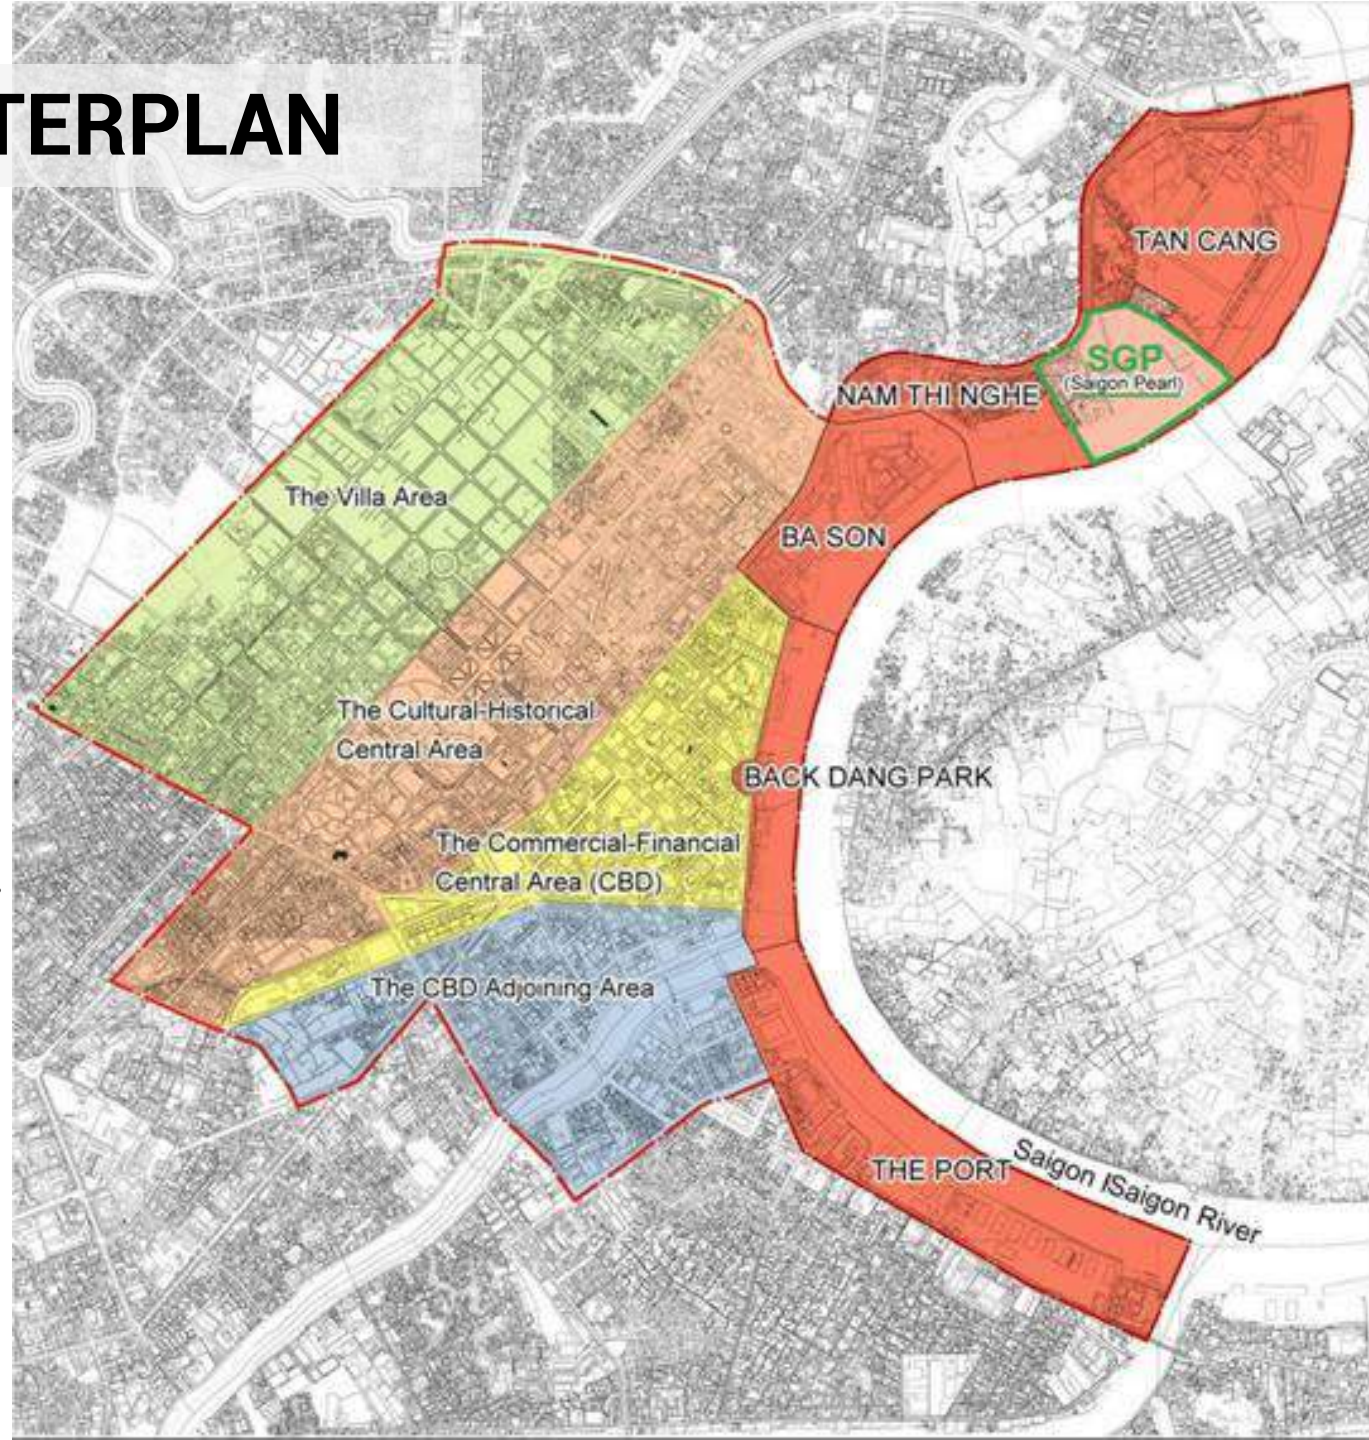 TERPLAN
TAN CANG
SGP
(Saigon Pearl)
NAM THI NGHE
The Villa Area
BA SON
The Cultural-Historical
Central Area
BACK DANG PARK
The Commercial-Financial
Central Area (CBD)
The CBD Adjoining Area
THE PORT
Saigon ISaigon River